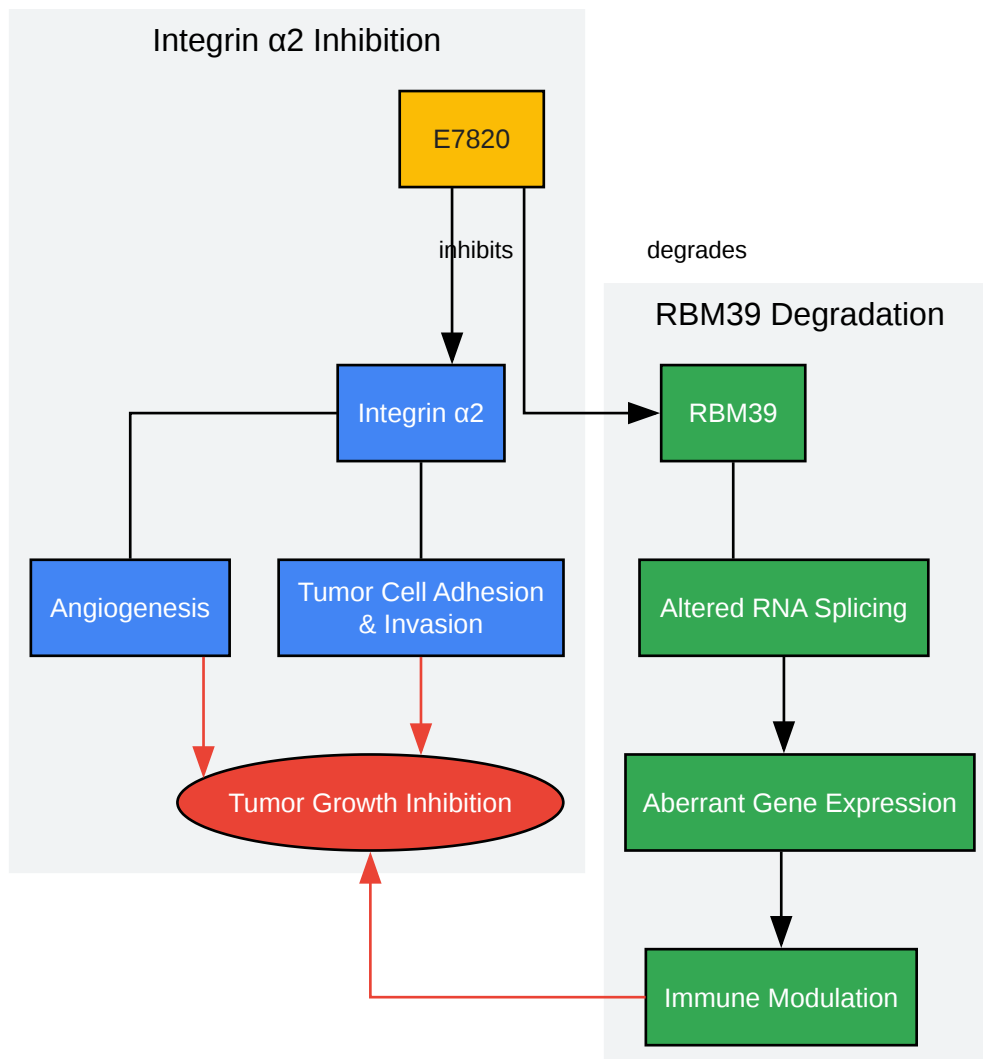 Integrin α2 Inhibition
E7820
inhibits
degrades
RBM39 Degradation
Integrin α2
RBM39
Angiogenesis
Tumor Cell Adhesion
& Invasion
Altered RNA Splicing
Tumor Growth Inhibition
Aberrant Gene Expression
Immune Modulation